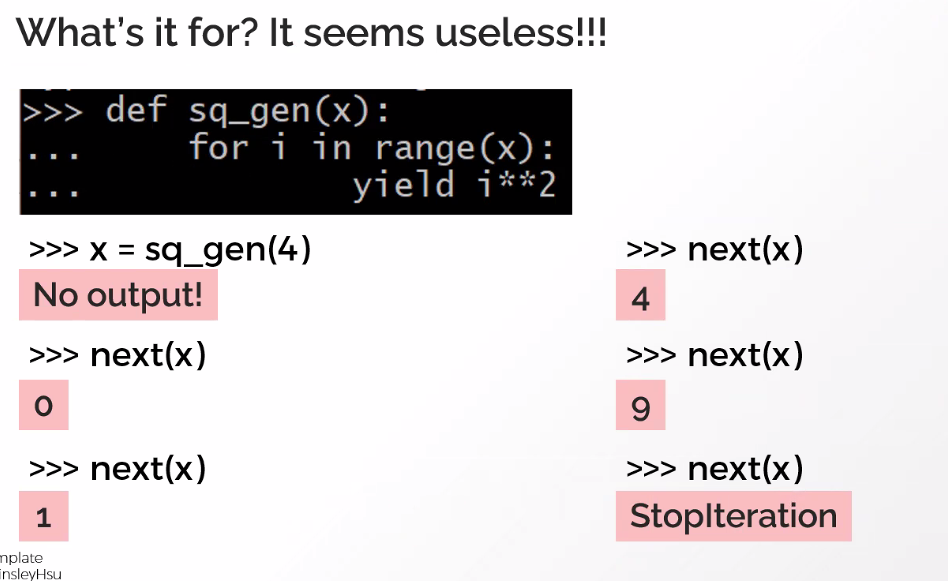 What's it for? It seems useless!!!
>>> def sq_gen(x):
... for i in range(x):
... yield i**2
>>> x = sq_gen(4)
No output!
>>> next(x)
0
>>> next(x)
1
>>> next(x)
4
>>> next(x)
9
>>> next(x)
StopIteration
mplate
insleyHsu